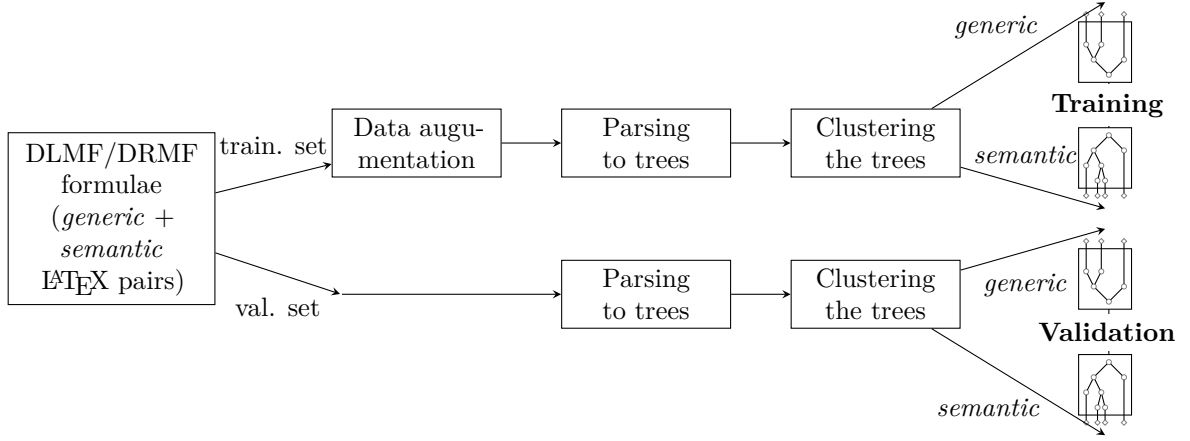 DLMF/DRMF
formulae
(generic +
semantic
LATEX pairs)
train. set
val. set
Data augu-
mentation
Parsing
to trees
Clustering
the trees
generic
semantic
Training
Parsing
to trees
Clustering
the trees
generic
semantic
Validation